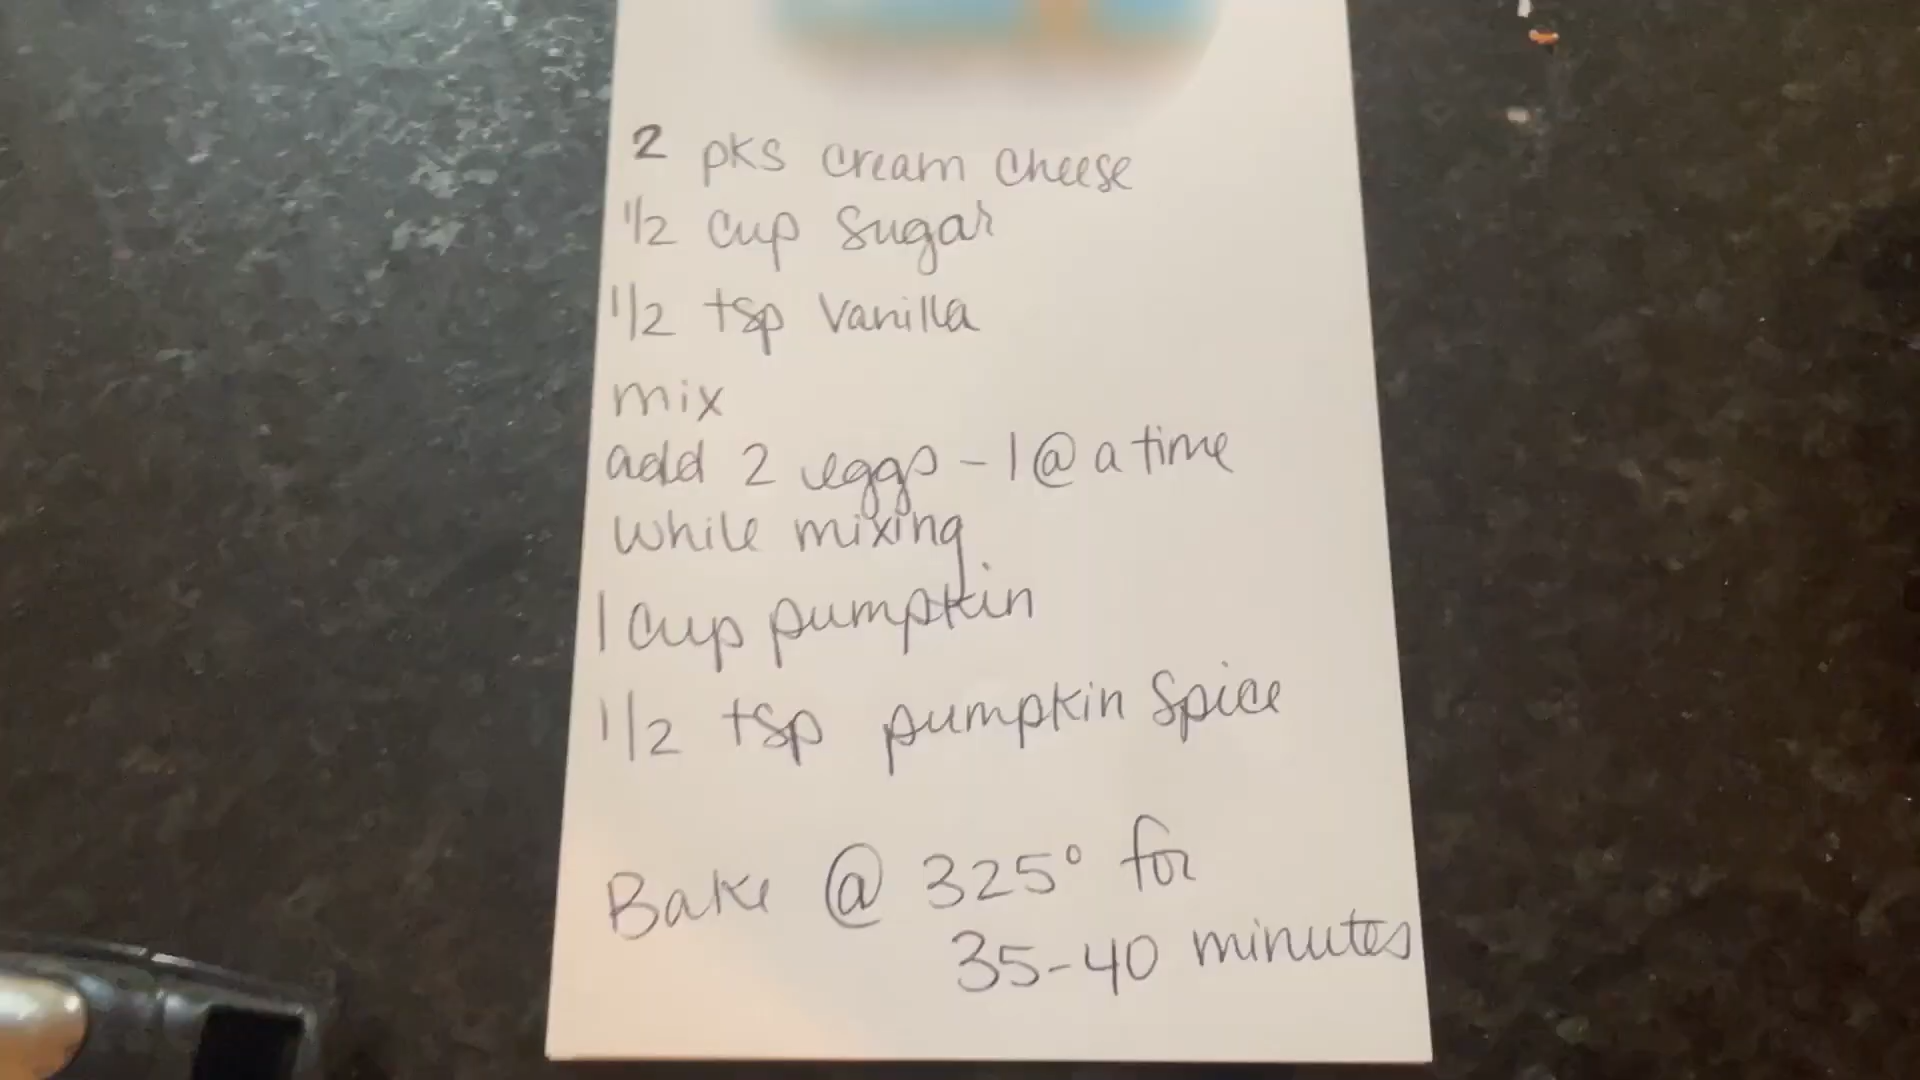 2 pks cream cheese
1/2 cup sugar
1/2 tsp vanilla
mix
add 2 eggs - 1 @ a time
while mixing
1 cup pumpkin
1/2 tsp pumpkin spice
Bake @ 325° for
35-40 minutes